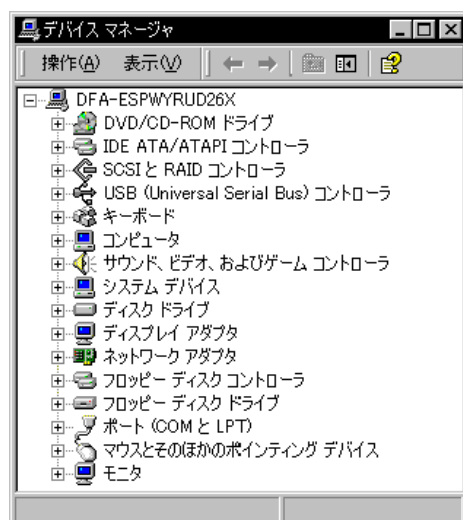 デバイス マネージャ
操作(A) 表示(V)
DFA-ESPWYRUD26X
DVD/CD-ROM ドライブ
IDE ATA/ATAPI コントローラ
SCSI と RAID コントローラ
USB (Universal Serial Bus) コントローラ
キーボード
コンピュータ
サウンド、ビデオ、およびゲーム コントローラ
システム デバイス
ディスク ドライブ
ディスプレイ アダプタ
ネットワーク アダプタ
フロッピー ディスク コントローラ
フロッピー ディスク ドライブ
ポート (COM と LPT)
マウスとそのほかのポインティング デバイス
モニタ